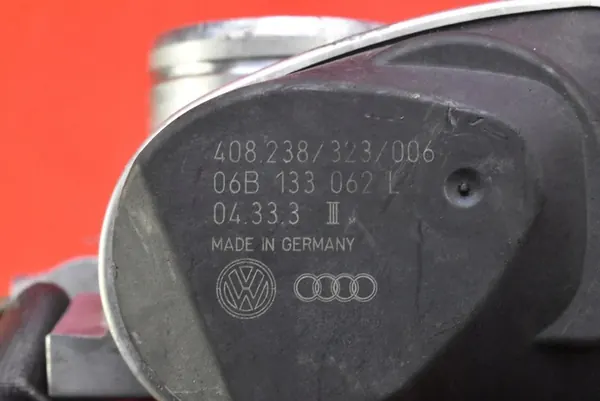 408.238/323/006
06B 133 062 L
04.33.3 III
MADE IN GERMANY